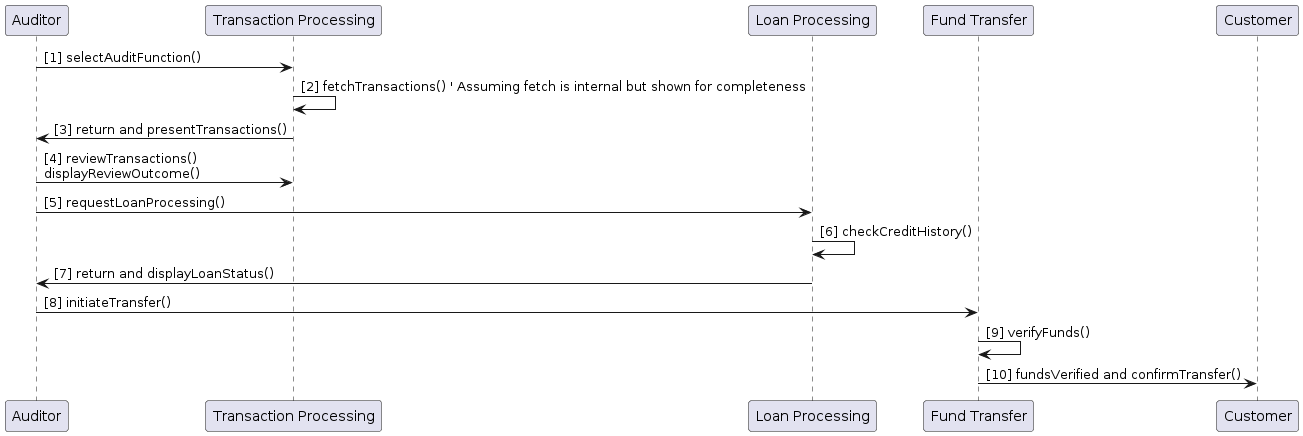 Auditor
Transaction Processing
Loan Processing
Fund Transfer
Customer
[1] selectAuditFunction()
[2] fetchTransactions() ' Assuming fetch is internal but shown for completeness
[3] return and presentTransactions()
[4] reviewTransactions()
displayReviewOutcome()
[5] requestLoanProcessing()
[6] checkCreditHistory()
[7] return and displayLoanStatus()
[8] initiateTransfer()
[9] verifyFunds()
[10] fundsVerified and confirmTransfer()
Auditor
Transaction Processing
Loan Processing
Fund Transfer
Customer